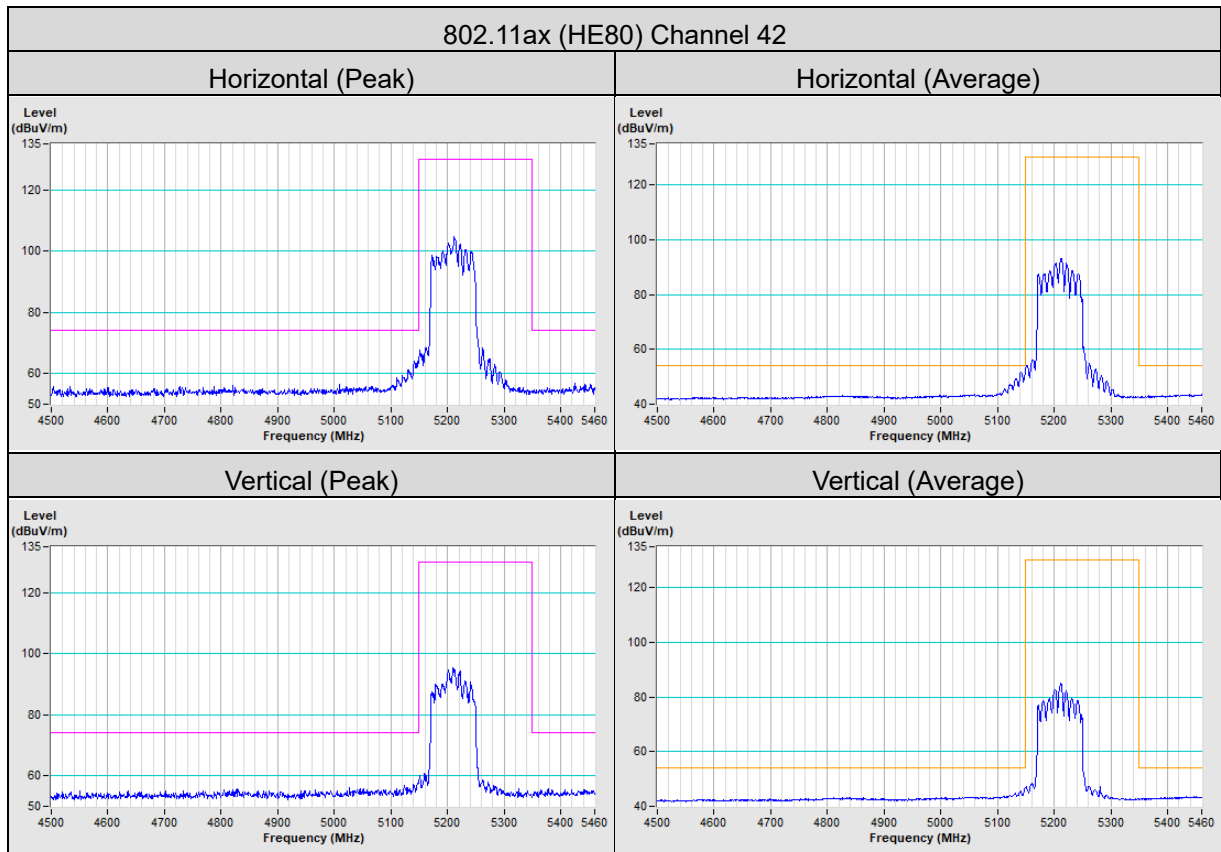 802.11ax (HE80) Channel 42
Horizontal (Peak)
Horizontal (Average)
Level
(dBuV/m)
135
120
100
80
60
50
4500 4600 4700 4800 4900 5000 5100 5200 5300 5400 5460
Frequency (MHz)
Level
(dBuV/m)
135
120
100
80
60
40
4500 4600 4700 4800 4900 5000 5100 5200 5300 5400 5460
Frequency (MHz)
Vertical (Peak)
Vertical (Average)
Level
(dBuV/m)
135
120
100
80
60
50
4500 4600 4700 4800 4900 5000 5100 5200 5300 5400 5460
Frequency (MHz)
Level
(dBuV/m)
135
120
100
80
60
40
4500 4600 4700 4800 4900 5000 5100 5200 5300 5400 5460
Frequency (MHz)